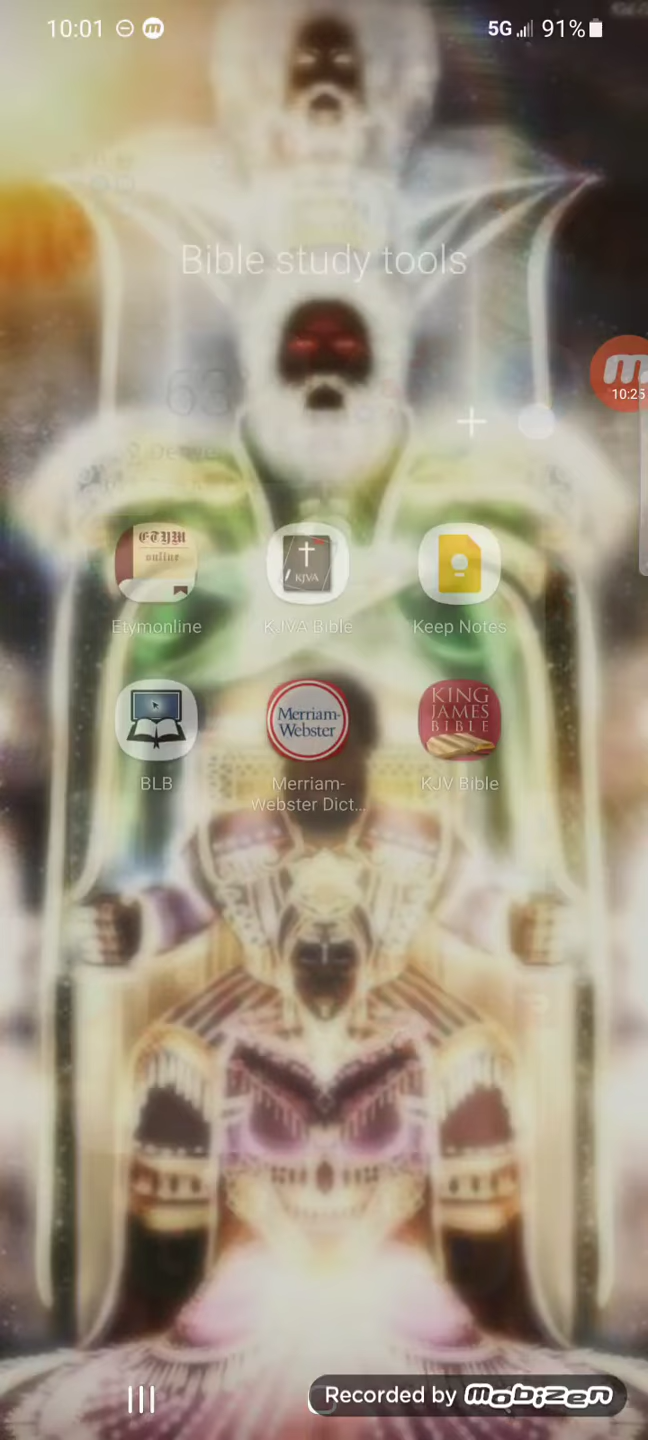 10:01
5G 91%
Bible study tools
63
10:25
ETYM
online
KJVA
Etymonline
KJVA Bible
Keep Notes
Merriam-
Webster
KING
JAMES
BIBLE
BLB
Merriam-
Webster Dict...
KJV Bible
Recorded by mobizen